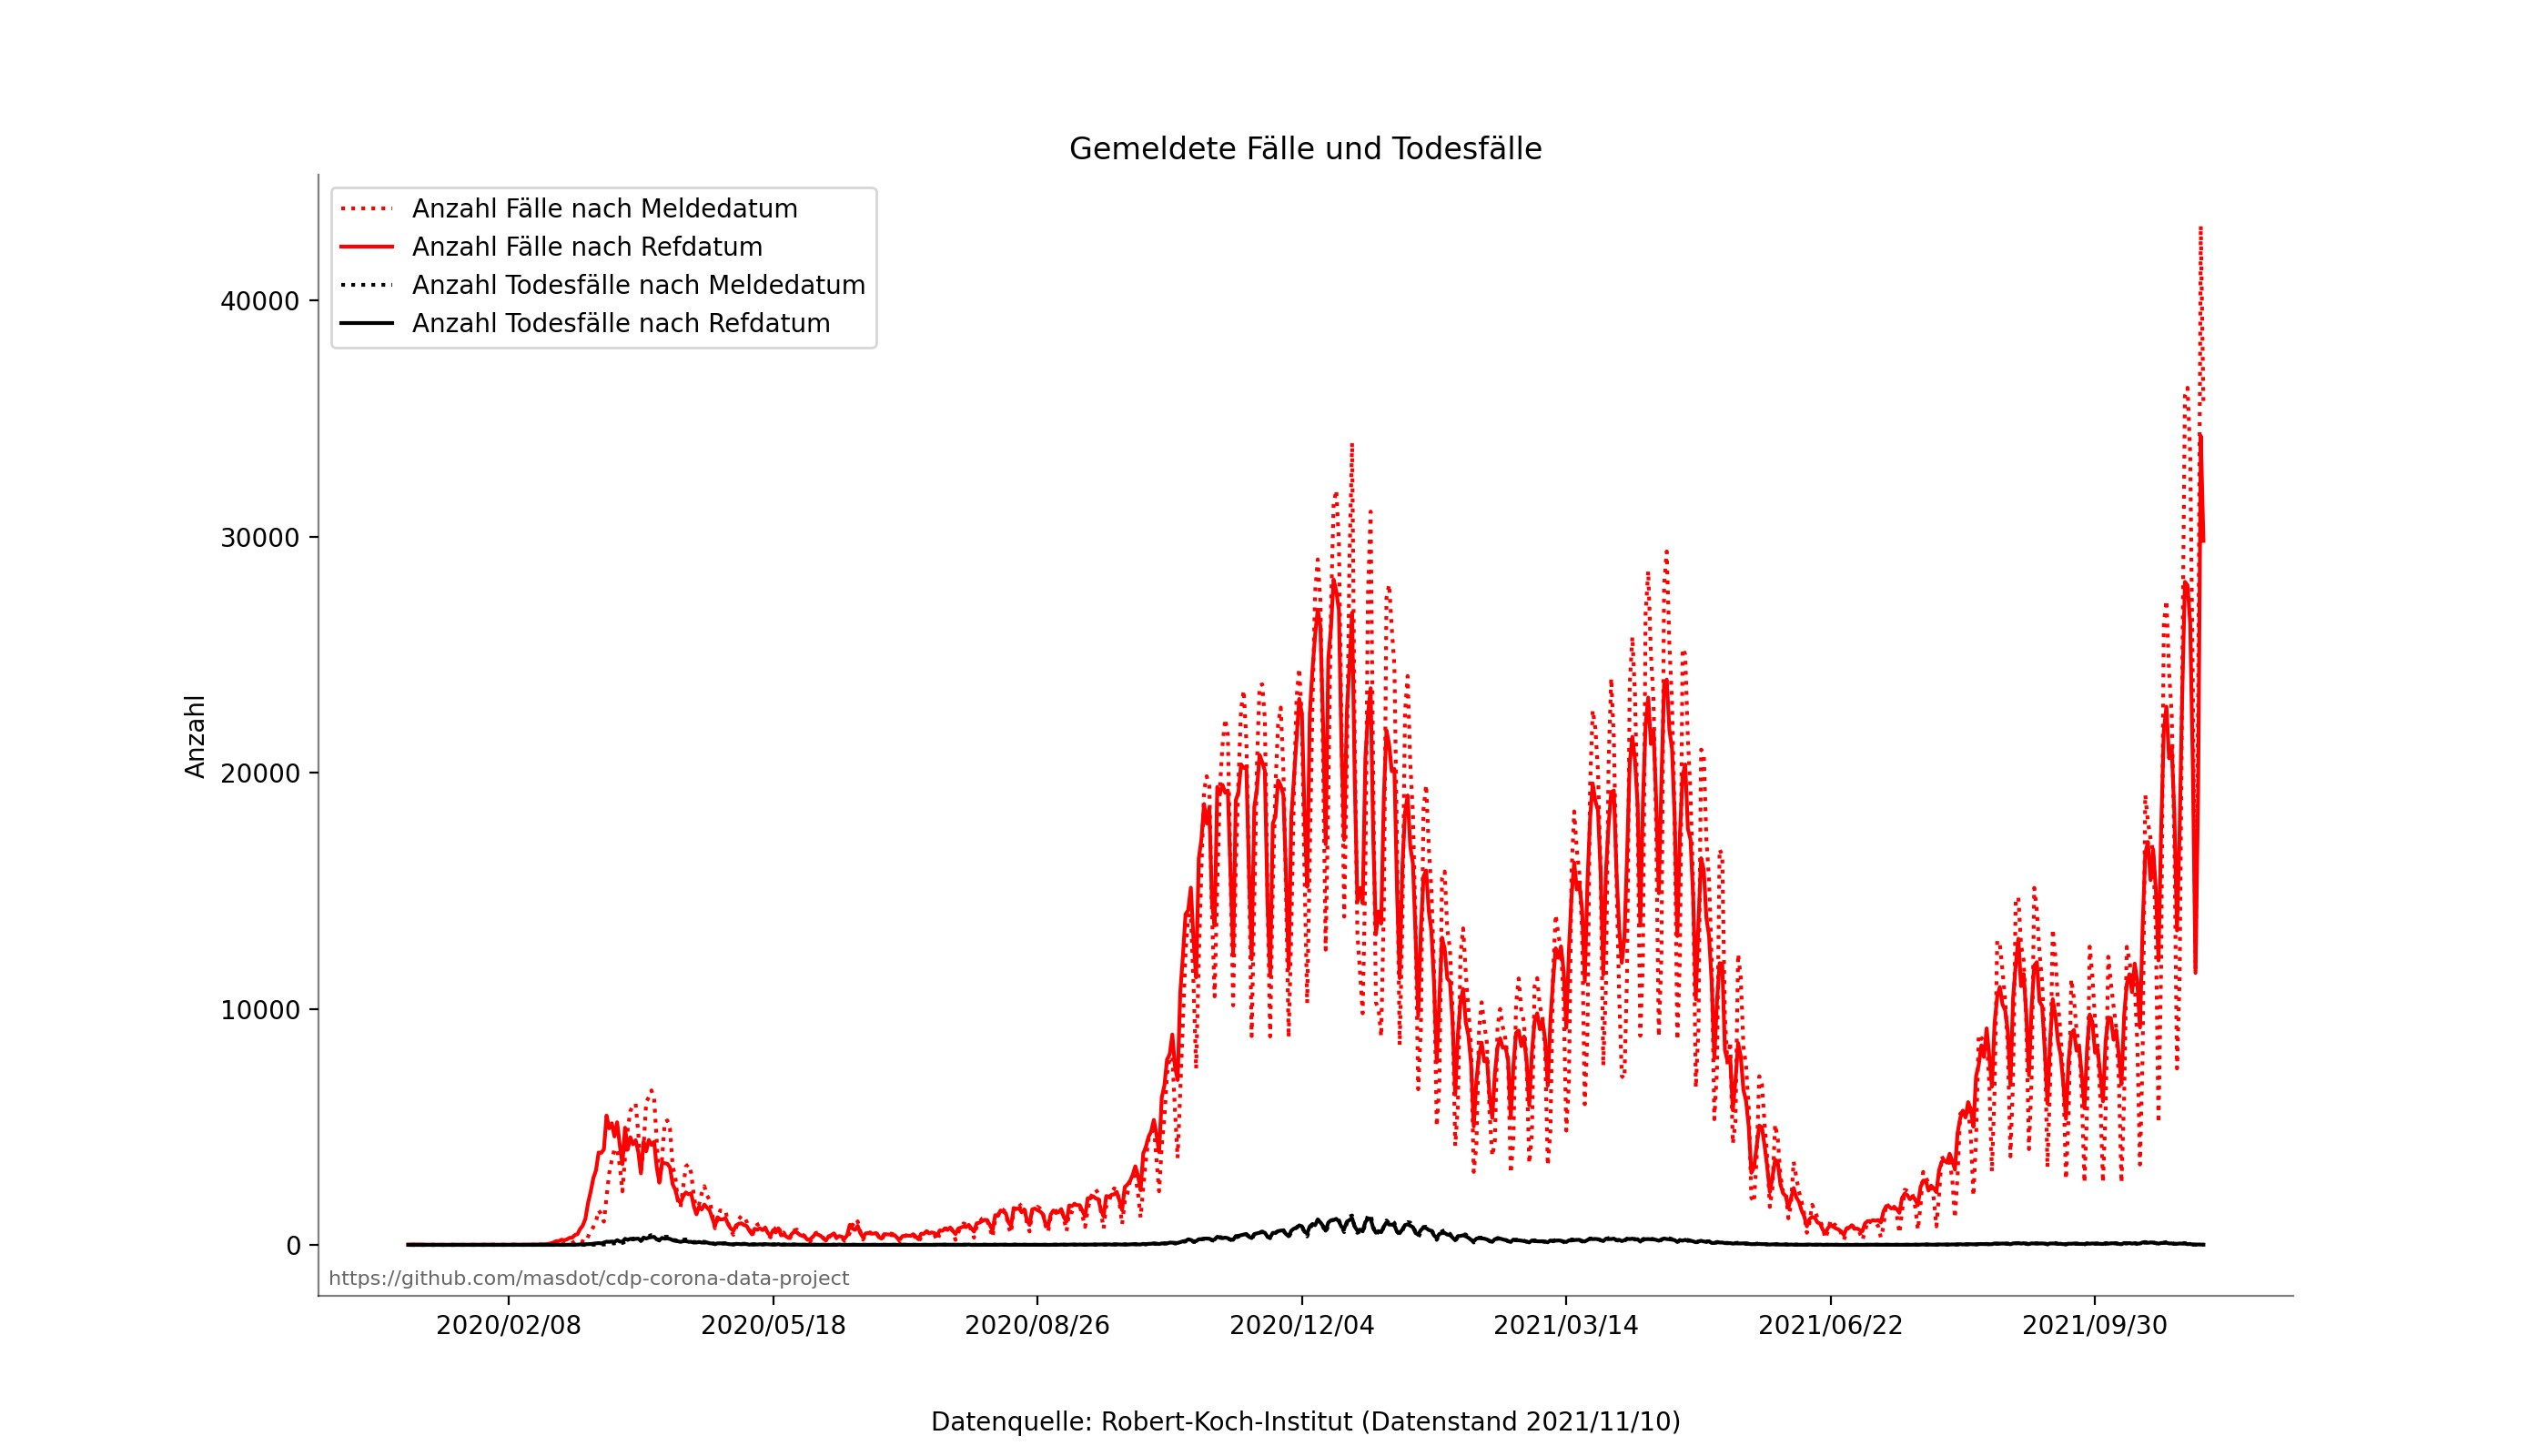 Gemeldete Fälle und Todesfälle
Anzahl Fälle nach Meldedatum
Anzahl Fälle nach Refdatum
Anzahl Todesfälle nach Meldedatum
Anzahl Todesfälle nach Refdatum
40000
30000
20000
10000
0
Anzahl
https://github.com/masdot/cdp-corona-data-project
2020/02/08 2020/05/18 2020/08/26 2020/12/04 2021/03/14 2021/06/22 2021/09/30
Datenquelle: Robert-Koch-Institut (Datenstand 2021/11/10)